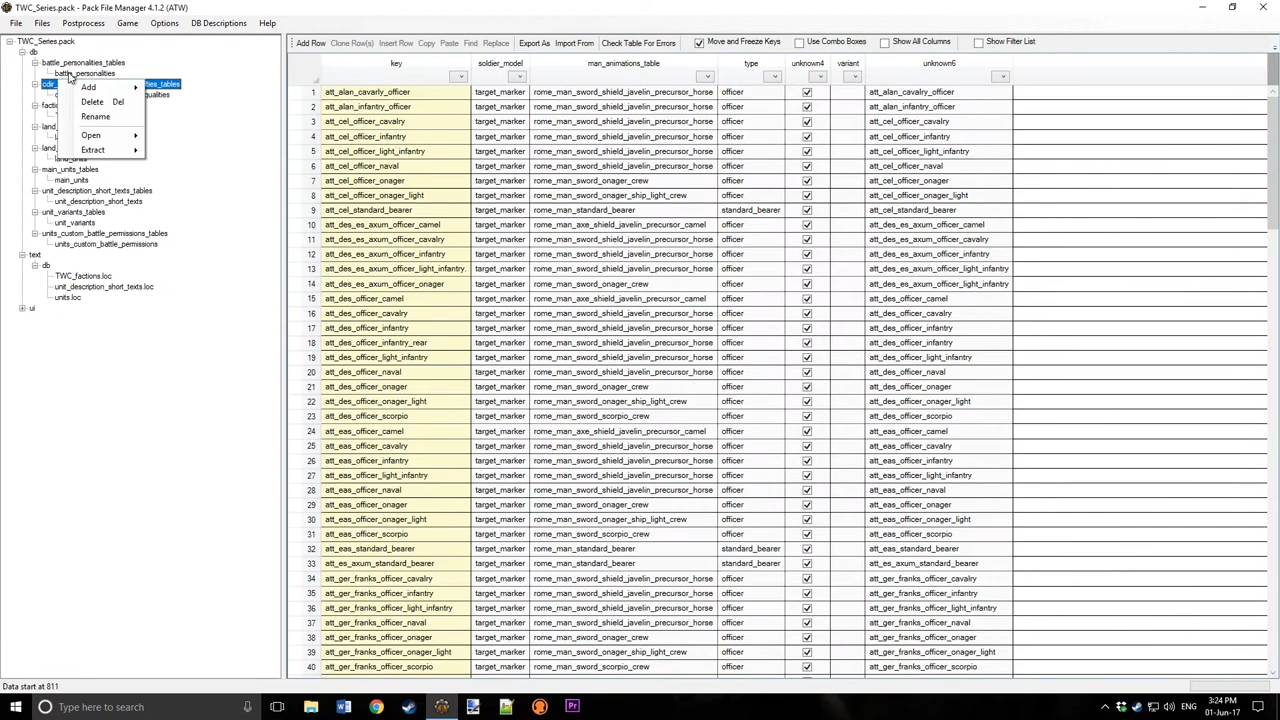 TWC_Series.pack - Pack File Manager 4.1.2 (ATW)
File Files Postprocess Game Options DB Descriptions Help
TWC_Series.pack
db
battle_personalities_tables
battle_personalities
ities_tables
qualities
main_units_tables
main_units
unit_description_short_texts_tables
unit_description_short_texts
unit_variants_tables
unit_variants
units_custom_battle_permissions_tables
units_custom_battle_permissions
text
db
TWC_factions.loc
unit_description_short_texts.loc
units.loc
ui
Add
Delete Del
Rename
Open
Extract
Add Row Clone Row(s) Insert Row Copy Paste Find Replace Export As Import From Check Table For Errors Move and Freeze Keys Use Combo Boxes Show All Columns Show Filter List
key soldier_model man_animations_table type unknown4 variant unknown6
1 att_alan_cavarly_officer target_marker rome_man_sword_shield_javelin_precursor_horse officer att_alan_cavarly_officer
2 att_alan_infantry_officer target_marker rome_man_sword_shield_javelin_precursor_horse officer att_alan_infantry_officer
3 att_cel_officer_cavalry target_marker rome_man_sword_shield_javelin_precursor_horse officer att_cel_officer_cavalry
4 att_cel_officer_infantry target_marker rome_man_sword_shield_javelin_precursor_horse officer att_cel_officer_infantry
5 att_cel_officer_light_infantry target_marker rome_man_sword_shield_javelin_precursor_horse officer att_cel_officer_light_infantry
6 att_cel_officer_naval target_marker rome_man_sword_shield_javelin_precursor_horse officer att_cel_officer_naval
7 att_cel_officer_onager target_marker rome_man_sword_onager_crew officer att_cel_officer_onager
8 att_cel_officer_onager_light target_marker rome_man_sword_onager_ship_light_crew officer att_cel_officer_onager_light
9 att_cel_standard_bearer target_marker rome_man_standard_bearer standard_bearer att_cel_standard_bearer
10 att_des_es_axum_officer_camel target_marker rome_man_axe_shield_javelin_precursor_camel officer att_des_es_axum_officer_camel
11 att_des_es_axum_officer_cavalry target_marker rome_man_sword_shield_javelin_precursor_horse officer att_des_es_axum_officer_cavalry
12 att_des_es_axum_officer_infantry target_marker rome_man_sword_shield_javelin_precursor_horse officer att_des_es_axum_officer_infantry
13 att_des_es_axum_officer_light_infantry. target_marker rome_man_sword_shield_javelin_precursor_horse officer att_des_es_axum_officer_light_infantry
14 att_des_es_axum_officer_onager target_marker rome_man_sword_shield_javelin_precursor_horse officer att_des_es_axum_officer_onager
15 att_des_officer_camel target_marker rome_man_axe_shield_javelin_precursor_camel officer att_des_officer_camel
16 att_des_officer_cavalry target_marker rome_man_sword_shield_javelin_precursor_horse officer att_des_officer_cavalry
17 att_des_officer_infantry target_marker rome_man_sword_shield_javelin_precursor_horse officer att_des_officer_infantry
18 att_des_officer_infantry_rear target_marker rome_man_sword_shield_javelin_precursor_horse officer att_des_officer_infantry
19 att_des_officer_light_infantry target_marker rome_man_sword_shield_javelin_precursor_horse officer att_des_officer_light_infantry
20 att_des_officer_naval target_marker rome_man_sword_shield_javelin_precursor_horse officer att_des_officer_naval
21 att_des_officer_onager target_marker rome_man_sword_onager_crew officer att_des_officer_onager
22 att_des_officer_onager_light target_marker rome_man_sword_onager_ship_light_crew officer att_des_officer_onager_light
23 att_des_officer_scorpio target_marker rome_man_sword_scorpio_crew officer att_des_officer_scorpio
24 att_eas_officer_camel target_marker rome_man_axe_shield_javelin_precursor_camel officer att_eas_officer_camel
25 att_eas_officer_cavalry target_marker rome_man_sword_shield_javelin_precursor_horse officer att_eas_officer_cavalry
26 att_eas_officer_infantry target_marker rome_man_sword_shield_javelin_precursor_horse officer att_eas_officer_infantry
27 att_eas_officer_light_infantry target_marker rome_man_sword_shield_javelin_precursor_horse officer att_eas_officer_light_infantry
28 att_eas_officer_naval target_marker rome_man_sword_shield_javelin_precursor_horse officer att_eas_officer_naval
29 att_eas_officer_onager target_marker rome_man_sword_onager_crew officer att_eas_officer_onager
30 att_eas_officer_onager_light target_marker rome_man_sword_onager_ship_light_crew officer att_eas_officer_onager_light
31 att_eas_officer_scorpio target_marker rome_man_sword_scorpio_crew officer att_eas_officer_scorpio
32 att_eas_standard_bearer target_marker rome_man_standard_bearer standard_bearer att_eas_standard_bearer
33 att_es_axum_standard_bearer target_marker rome_man_standard_bearer standard_bearer att_es_axum_standard_bearer
34 att_ger_franks_officer_cavalry target_marker rome_man_sword_shield_javelin_precursor_horse officer att_ger_franks_officer_cavalry
35 att_ger_franks_officer_infantry target_marker rome_man_sword_shield_javelin_precursor_horse officer att_ger_franks_officer_infantry
36 att_ger_franks_officer_light_infantry target_marker rome_man_sword_shield_javelin_precursor_horse officer att_ger_franks_officer_light_infantry
37 att_ger_franks_officer_naval target_marker rome_man_sword_shield_javelin_precursor_horse officer att_ger_franks_officer_naval
38 att_ger_franks_officer_onager target_marker rome_man_sword_onager_crew officer att_ger_franks_officer_onager
39 att_ger_franks_officer_onager_light target_marker rome_man_sword_onager_ship_light_crew officer att_ger_franks_officer_onager_light
40 att_ger_franks_officer_scorpio target_marker rome_man_sword_scorpio_crew officer att_ger_franks_officer_scorpio
Data start at 811
Type here to search
3:24 PM
01-Jun-17